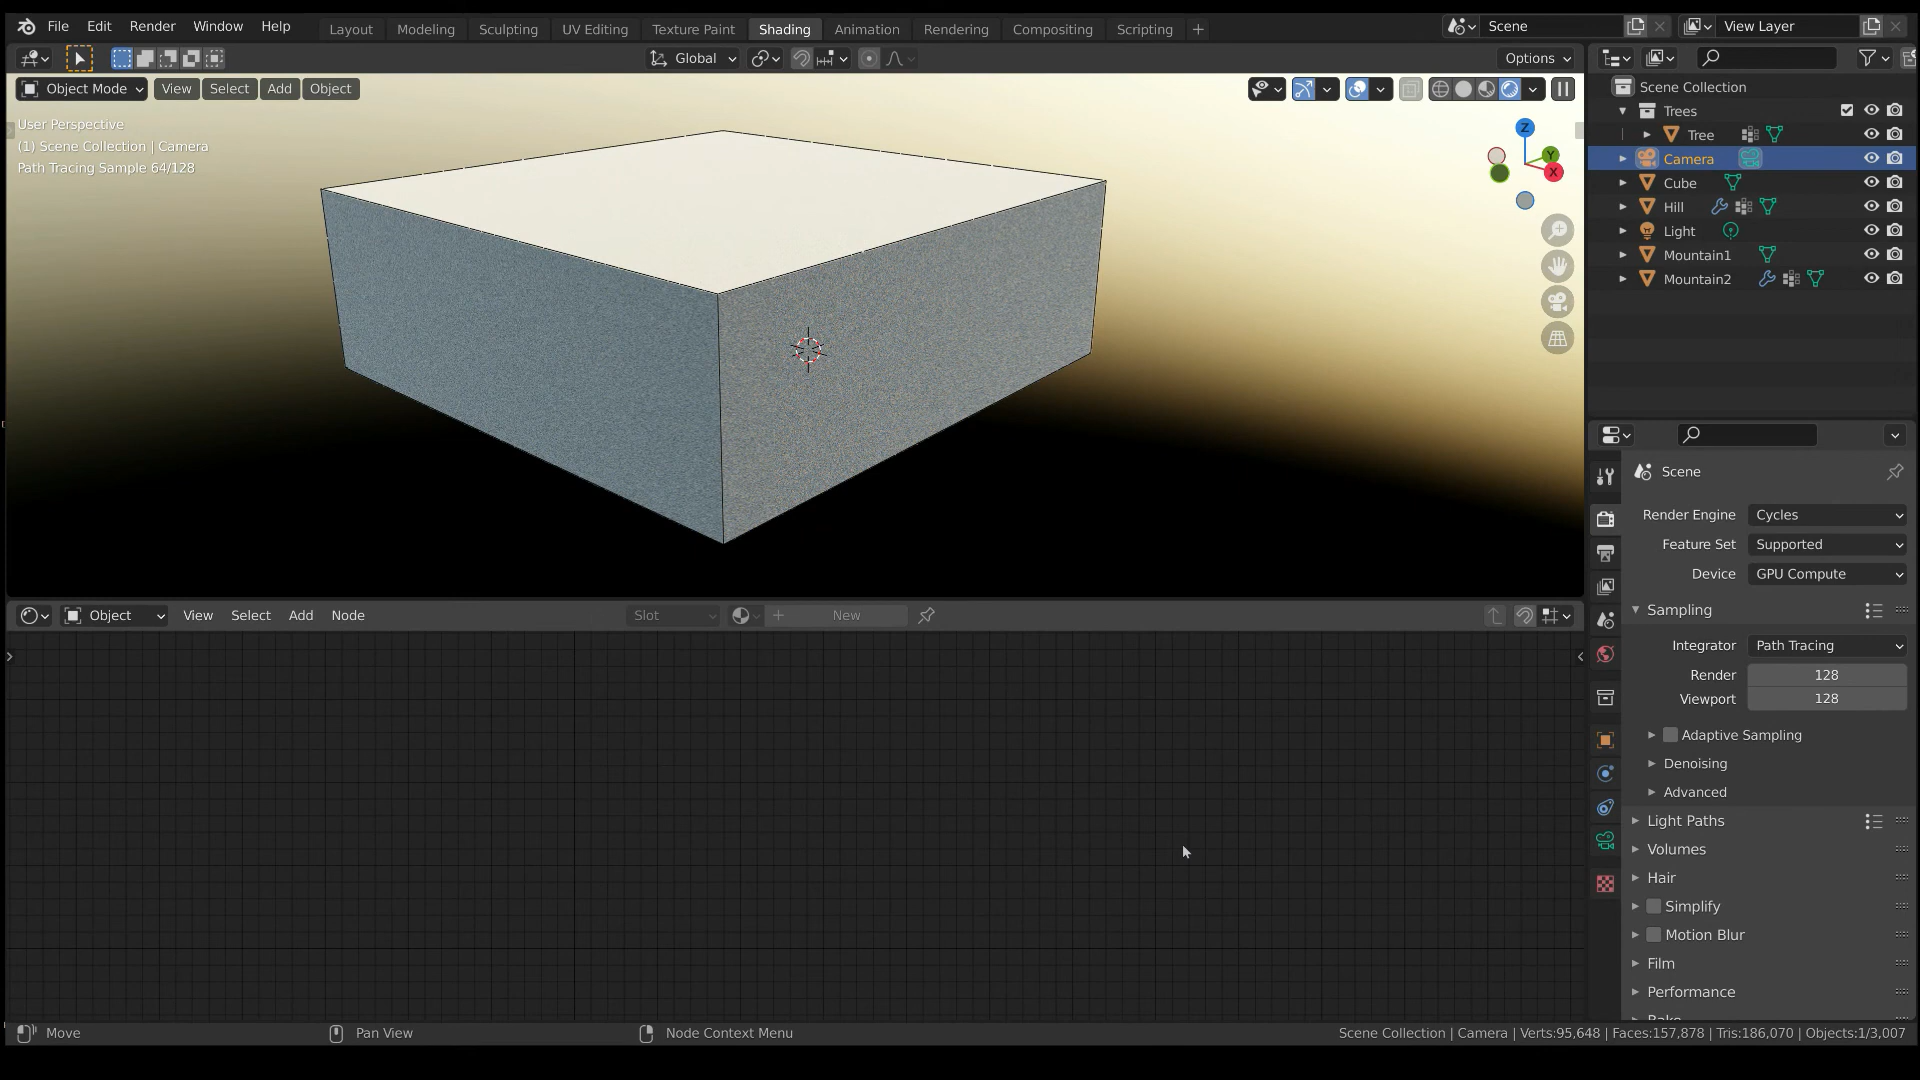 File Edit Render Window Help Layout Modeling Sculpting UV Editing Texture Paint Shading Animation Rendering Compositing Scripting + Scene View Layer
Global Options
Object Mode View Select Add Object
User Perspective
(1) Scene Collection | Camera
Path Tracing Sample 64/128
Z
Y
X
Scene Collection
Trees
Tree
Camera
Cube
Hill
Light
Mountain1
Mountain2
Scene
Render Engine Cycles
Feature Set Supported
Device GPU Compute
Sampling
Integrator Path Tracing
Render 128
Viewport 128
Adaptive Sampling
Denoising
Advanced
Light Paths
Volumes
Hair
Simplify
Motion Blur
Film
Performance
Object View Select Add Node Slot New
Move Pan View Node Context Menu Scene Collection | Camera | Verts:95,648 | Faces:157,878 | Tris:186,070 | Objects:1/3,007